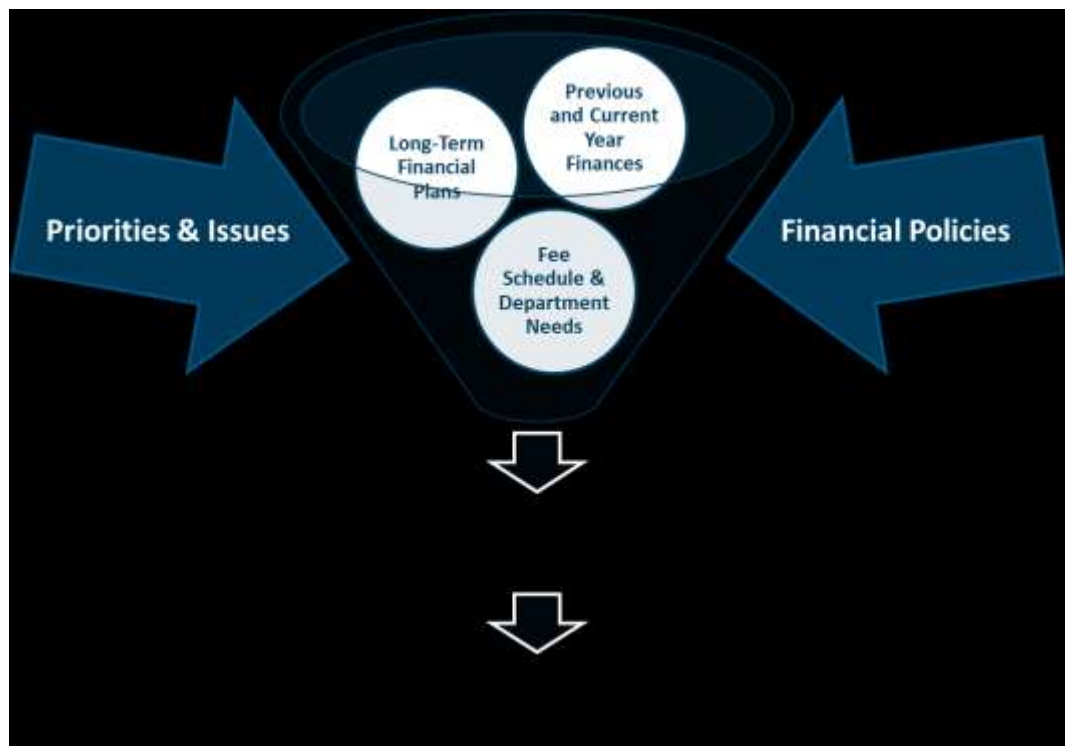 Previous
and Current
Year
Finances
Long-Term
Financial
Plans
Priorities & Issues
Financial Policies
Fee
Schedule &
Department
Needs